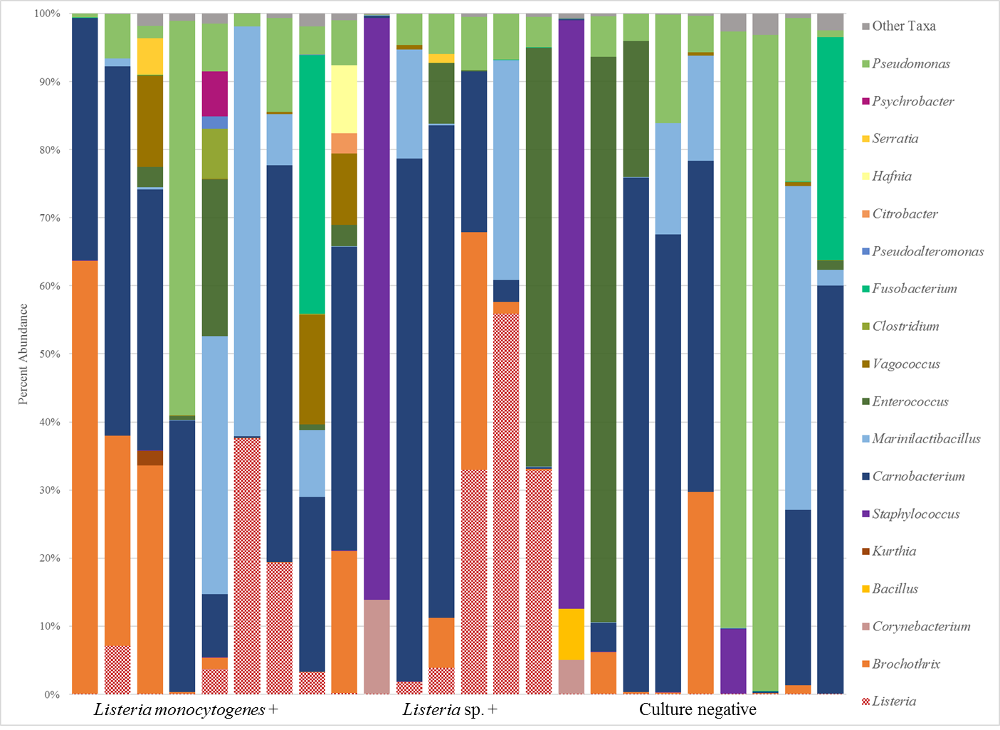 100%
90%
80%
70%
60%
50%
40%
30%
20%
10%
0%
Percent Abundance
Listeria monocytogenes +
Listeria sp. +
Culture negative
Other Taxa
Pseudomonas
Psychrobacter
Serratia
Hafnia
Citrobacter
Pseudoalteromonas
Fusobacterium
Clostridium
Vagococcus
Enterococcus
Marinilactibacillus
Carnobacterium
Staphylococcus
Kurthia
Bacillus
Corynebacterium
Brochothrix
Listeria